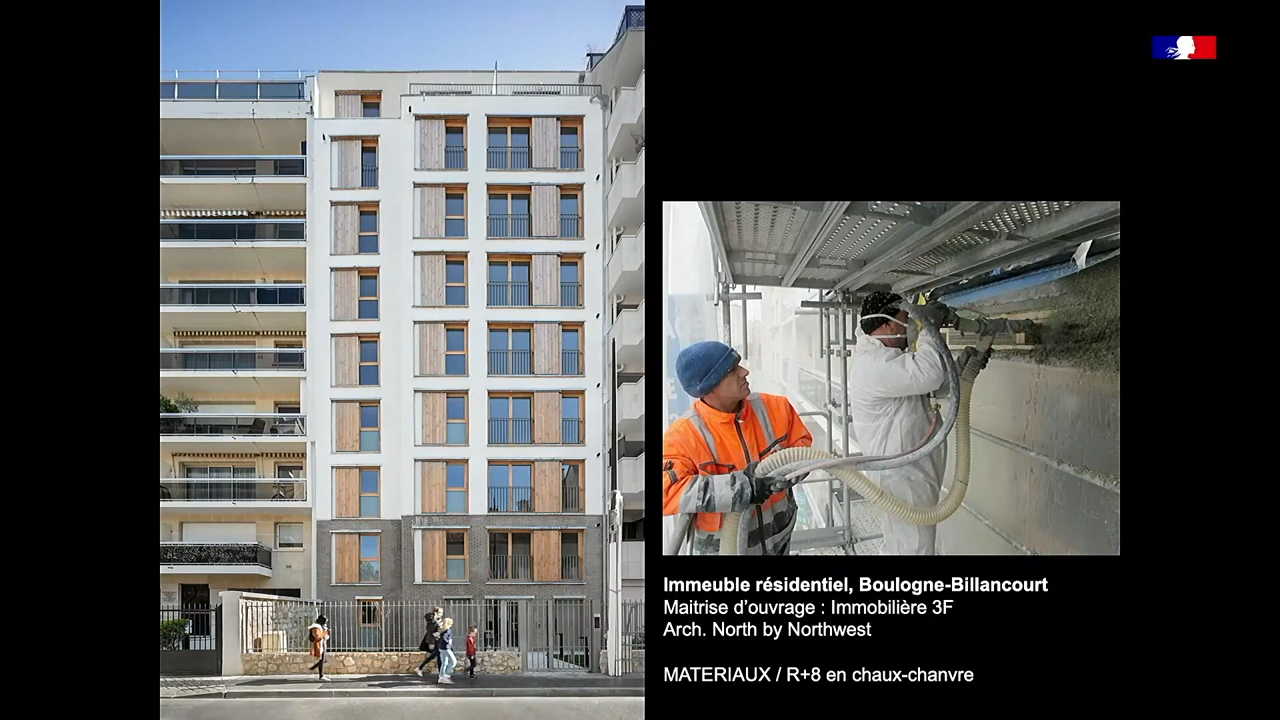 Immeuble résidentiel, Boulogne-Billancourt
Maitrise d’ouvrage : Immobilière 3F
Arch. North by Northwest
MATERIAUX / R+8 en chaux-chanvre